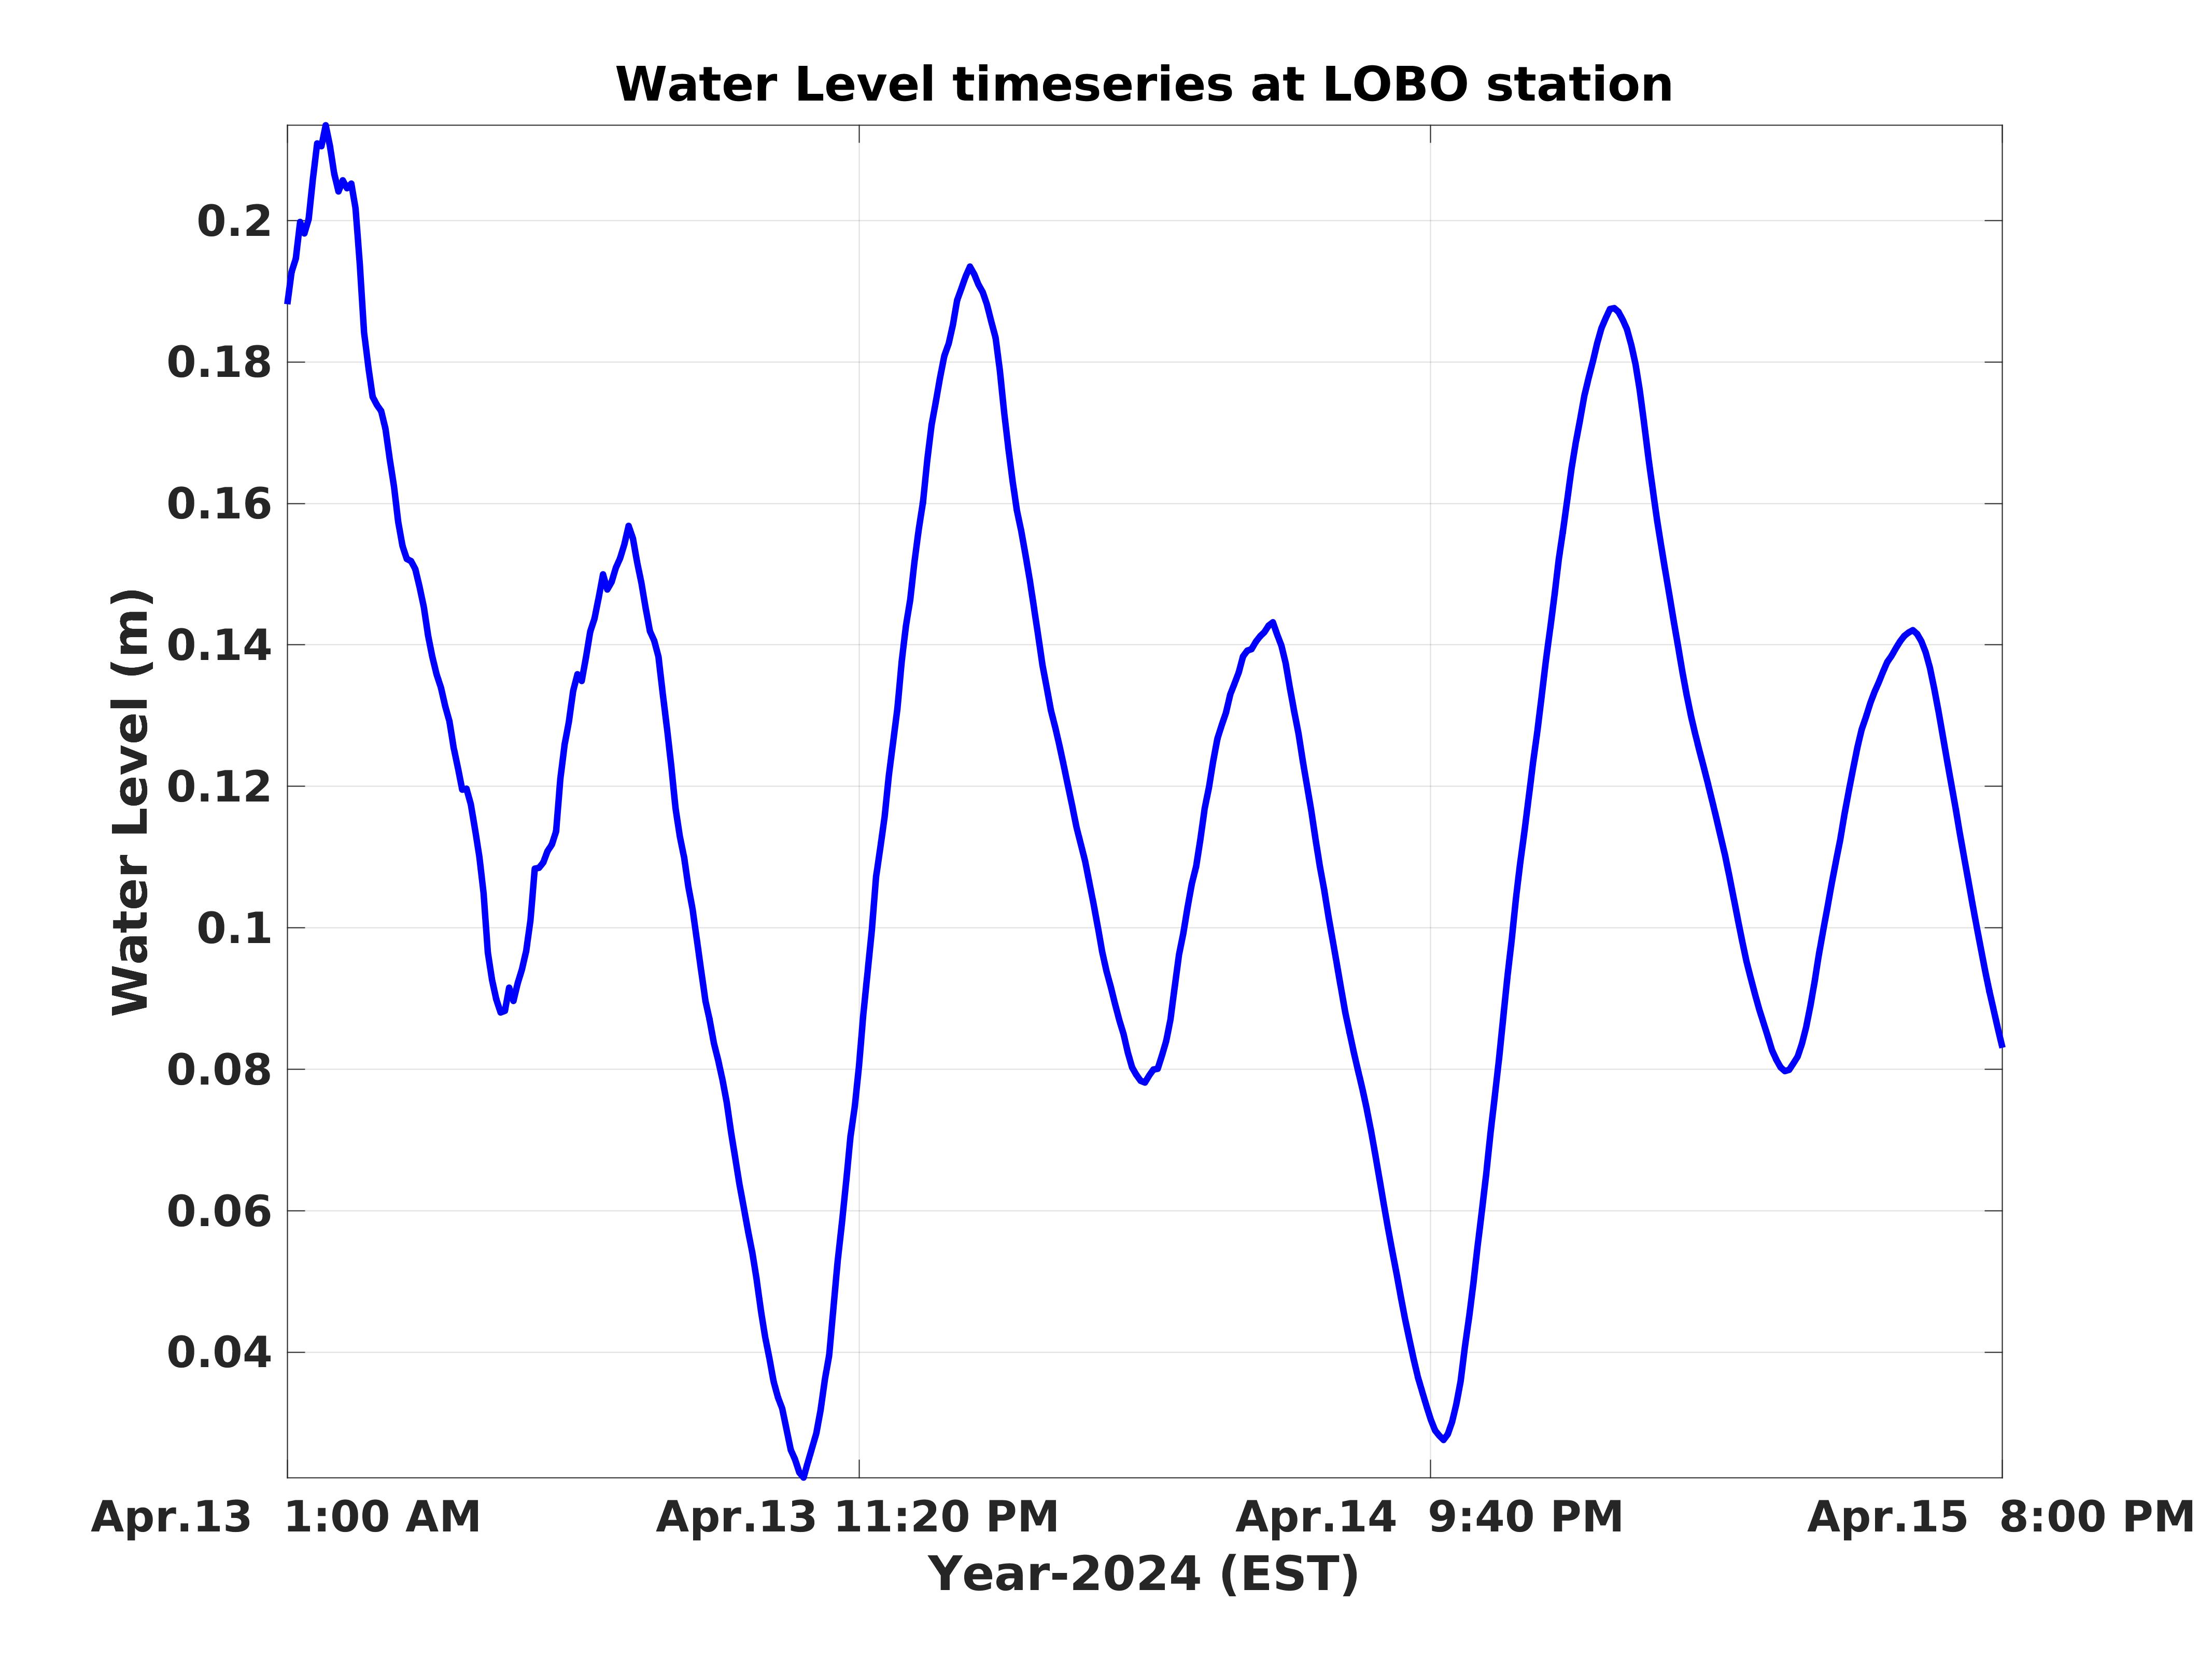 Water Level timeseries at LOBO station
0.2
0.18
0.16
0.14
0.12
0.1
0.08
0.06
0.04
Water Level (m)
Apr.13  1:00 AM
Apr.13 11:20 PM
Apr.14  9:40 PM
Apr.15  8:00 PM
Year-2024 (EST)